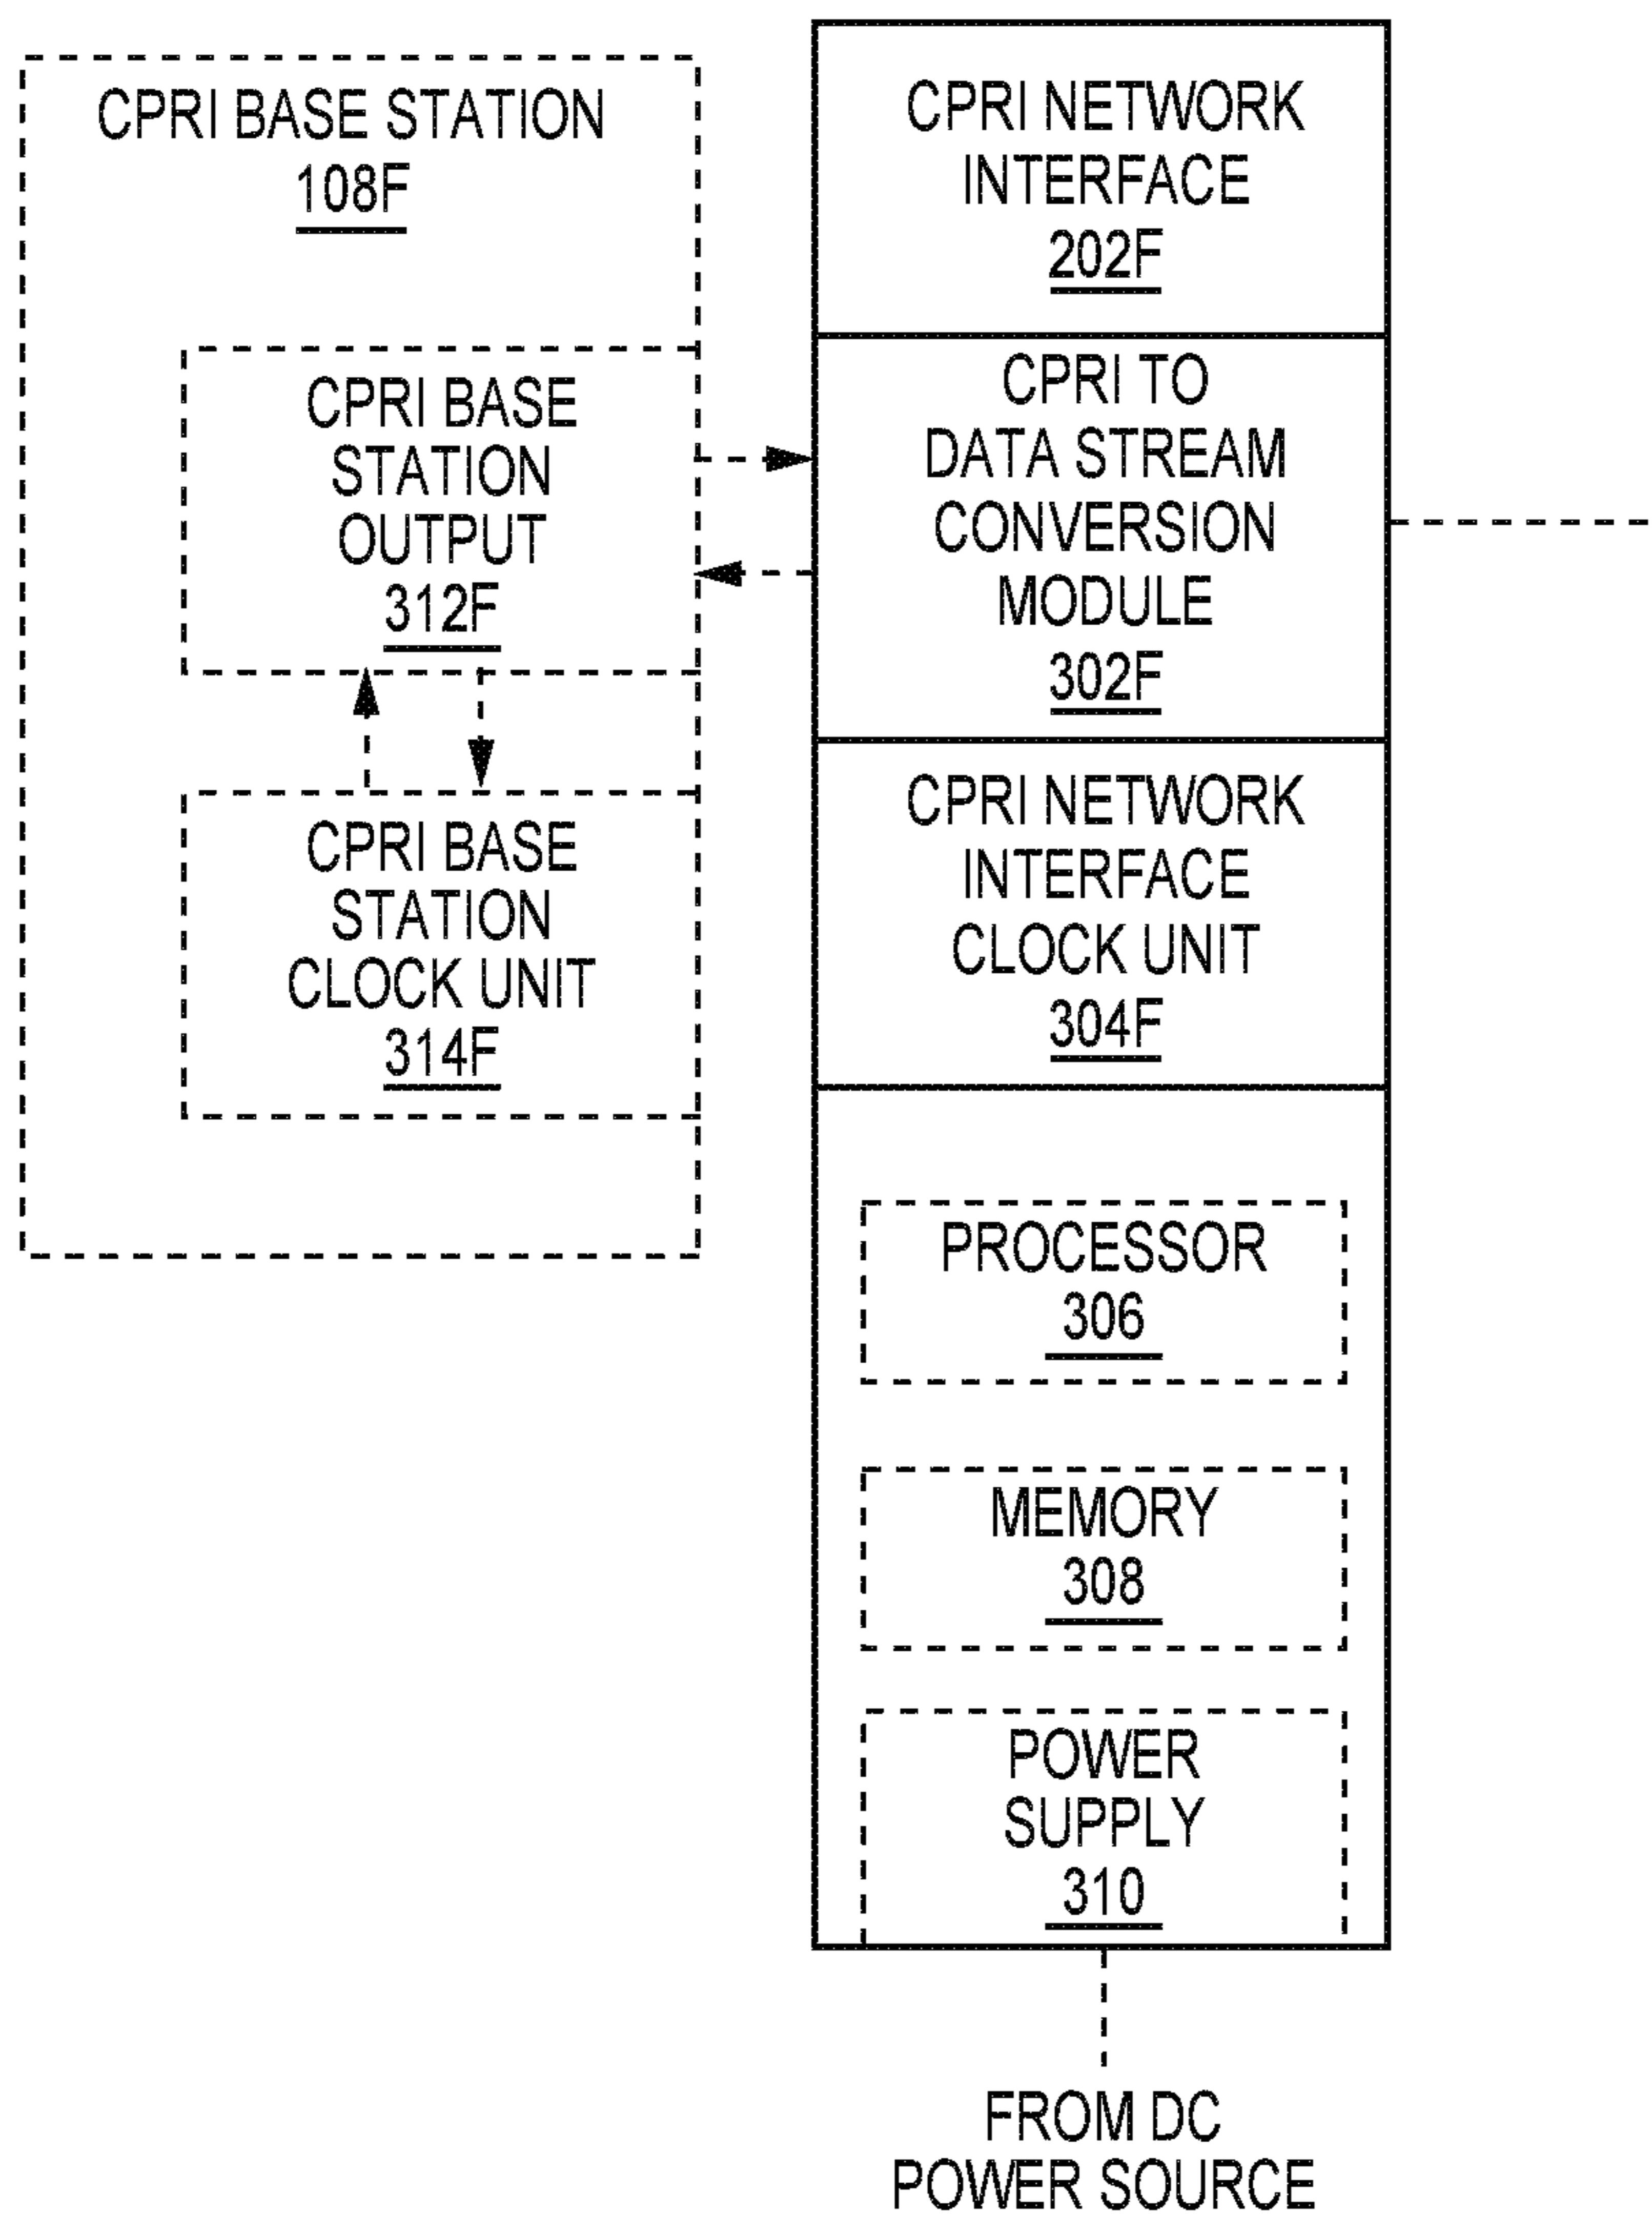 CPRI BASE STATION
108F
CPRI BASE
STATION
OUTPUT
312F
CPRI BASE
STATION
CLOCK UNIT
314F
CPRI NETWORK
INTERFACE
202F
CPRI TO
DATA STREAM
CONVERSION
MODULE
302F
CPRI NETWORK
INTERFACE
CLOCK UNIT
304F
PROCESSOR
306
MEMORY
308
POWER
SUPPLY
310
FROM DC
POWER SOURCE